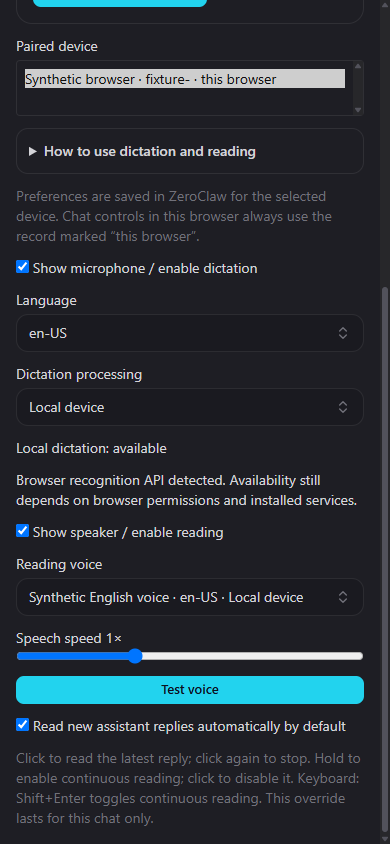 Paired device
Synthetic browser · fixture- · this browser
How to use dictation and reading
Preferences are saved in ZeroClaw for the selected
device. Chat controls in this browser always use the
record marked “this browser”.
Show microphone / enable dictation
Language
en-US
Dictation processing
Local device
Local dictation: available
Browser recognition API detected. Availability still
depends on browser permissions and installed services.
Show speaker / enable reading
Reading voice
Synthetic English voice · en-US · Local device
Speech speed 1×
Test voice
Read new assistant replies automatically by default
Click to read the latest reply; click again to stop. Hold to
enable continuous reading; click to disable it. Keyboard:
Shift+Enter toggles continuous reading. This override
lasts for this chat only.